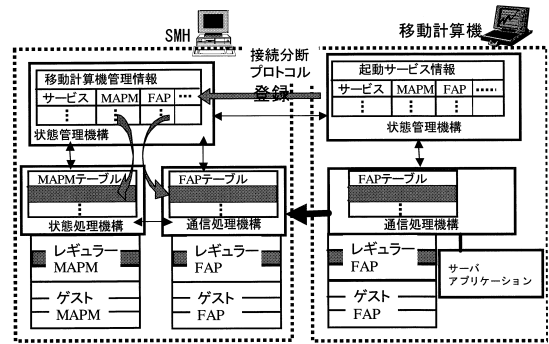 SMH
移動計算機
接続分断
プロトコル
登録
移動計算機管理情報
サービス MAPM FAP ・・・
状態管理機構
起動サービス情報
サービス MAPM FAP ・・・・・
状態管理機構
MAPMテーブル
状態処理機構
FAPテーブル
通信処理機構
FAPテーブル
通信処理機構
レギュラー
MAPM
ゲスト
MAPM
レギュラー
FAP
ゲスト
FAP
レギュラー
FAP
ゲスト
FAP
サーバ
アプリケーション